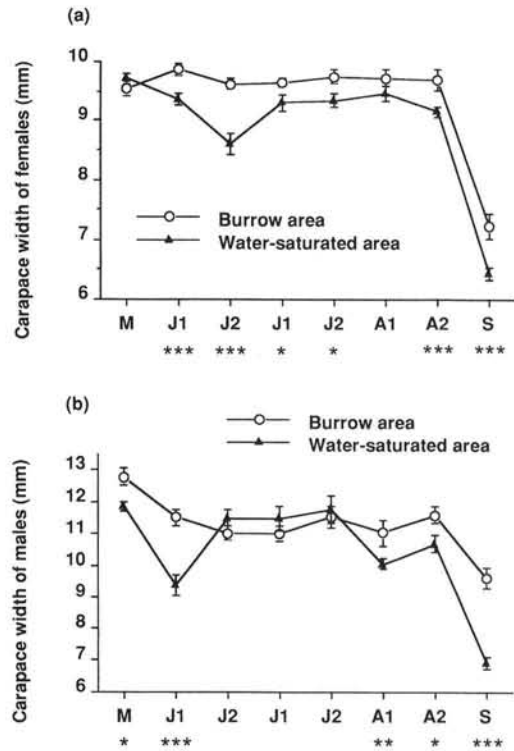 (a)
Carapace width of females (mm)
10
9
8
7
6
Burrow area
Water-saturated area
M J1 J2 J1 J2 A1 A2 S
*** *** * * *** ***
(b)
Burrow area
Water-saturated area
Carapace width of males (mm)
13
12
11
10
9
8
7
6
M J1 J2 J1 J2 A1 A2 S
* *** ** * ***